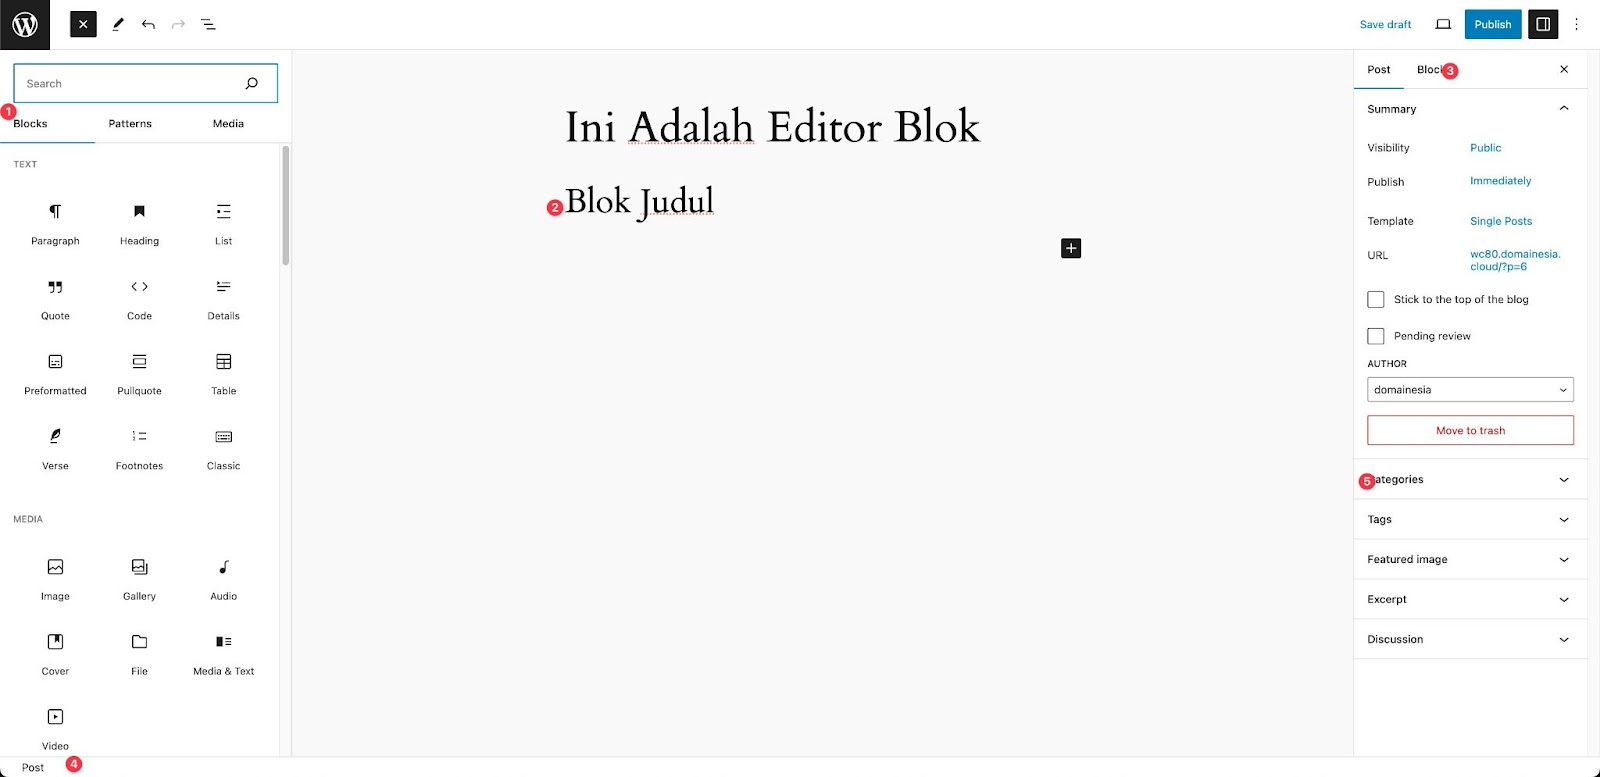 Save draft
Publish
Search
1
Blocks Patterns Media
TEXT
Paragraph Heading List
Quote Code Details
Preformatted Pullquote Table
Verse Footnotes Classic
MEDIA
Image Gallery Audio
Cover File Media & Text
Video
Post 4
Ini Adalah Editor Blok
2 Blok Judul
Post Block 3
Summary
Visibility Public
Publish Immediately
Template Single Posts
URL wc80.domainesia.
cloud/?p=6
Stick to the top of the blog
Pending review
AUTHOR
domainesia
Move to trash
5 ategories
Tags
Featured image
Excerpt
Discussion